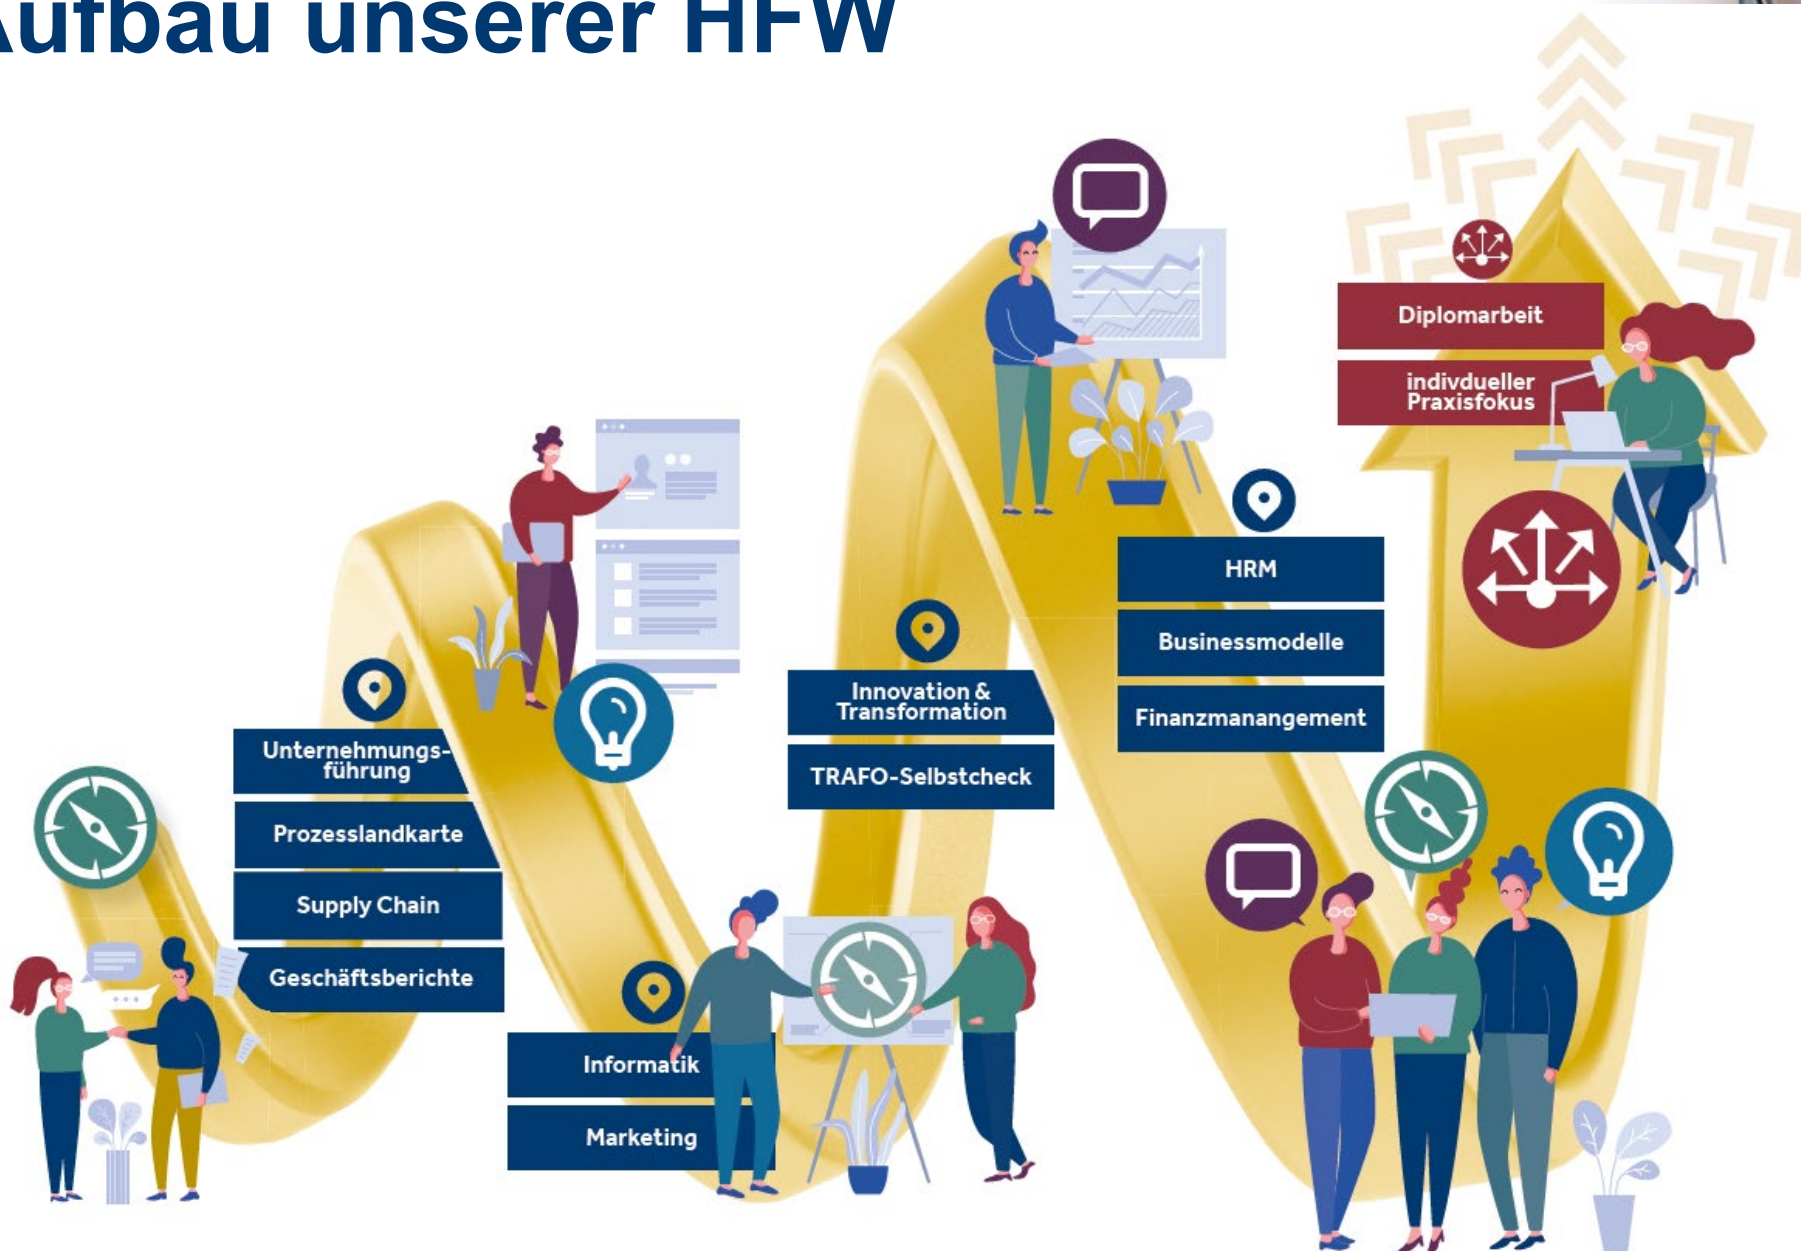 Aufbau unserer HFW
Unternehmungs-
führung
Prozesslandkarte
Supply Chain
Geschäftsberichte
Informatik
Marketing
Innovation &
Transformation
TRAFO-Selbstcheck
HRM
Businessmodelle
Finanzmanangement
Diplomarbeit
indivdueller
Praxisfokus